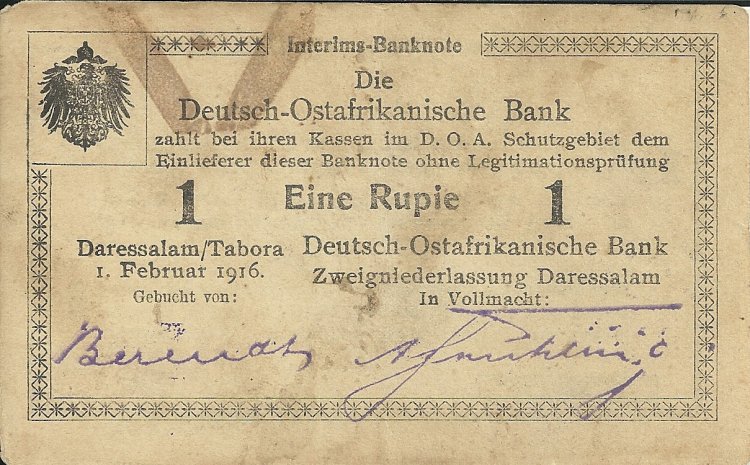 Interims-Banknote
Die
Deutsch-Ostafrikanische Bank
zahlt bei ihren Kassen im D. O. A. Schutzgebiet dem
Einlieferer dieser Banknote ohne Legitimationsprüfung
1 Eine Rupie 1
Daressalam/Tabora
1. Februar 1916.
Gebucht von:
Deutsch-Ostafrikanische Bank
Zweigniederlassung Daressalam
In Vollmacht: